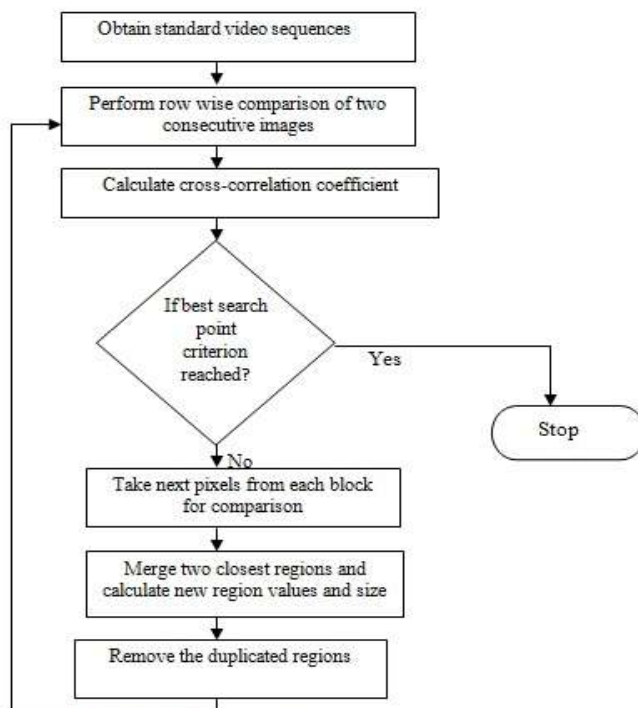 Obtain standard video sequences
Perform row wise comparison of two
consecutive images
Calculate cross-correlation coefficient
If best search
point
criterion
reached?
Yes
Stop
No
Take next pixels from each block
for comparison
Merge two closest regions and
calculate new region values and size
Remove the duplicated regions